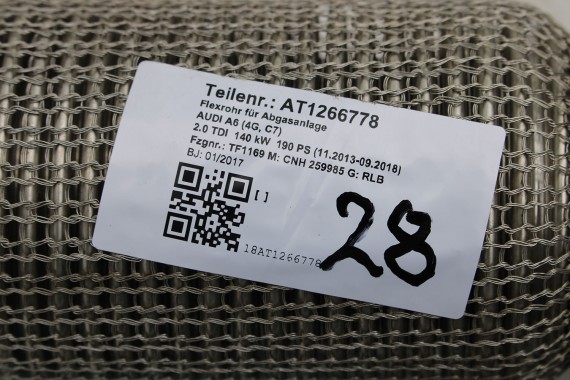 Teilenr.: AT1266778
Flexrohr für Abgasanlage
AUDI A6 (4G, C7)
2.0 TDI 140 kW 190 PS (11.2013-09.2018)
Fzgnr.: TF1169 M: CNH 259985 G: RLB
BJ: 01/2017
[ ]
18AT1266778
28